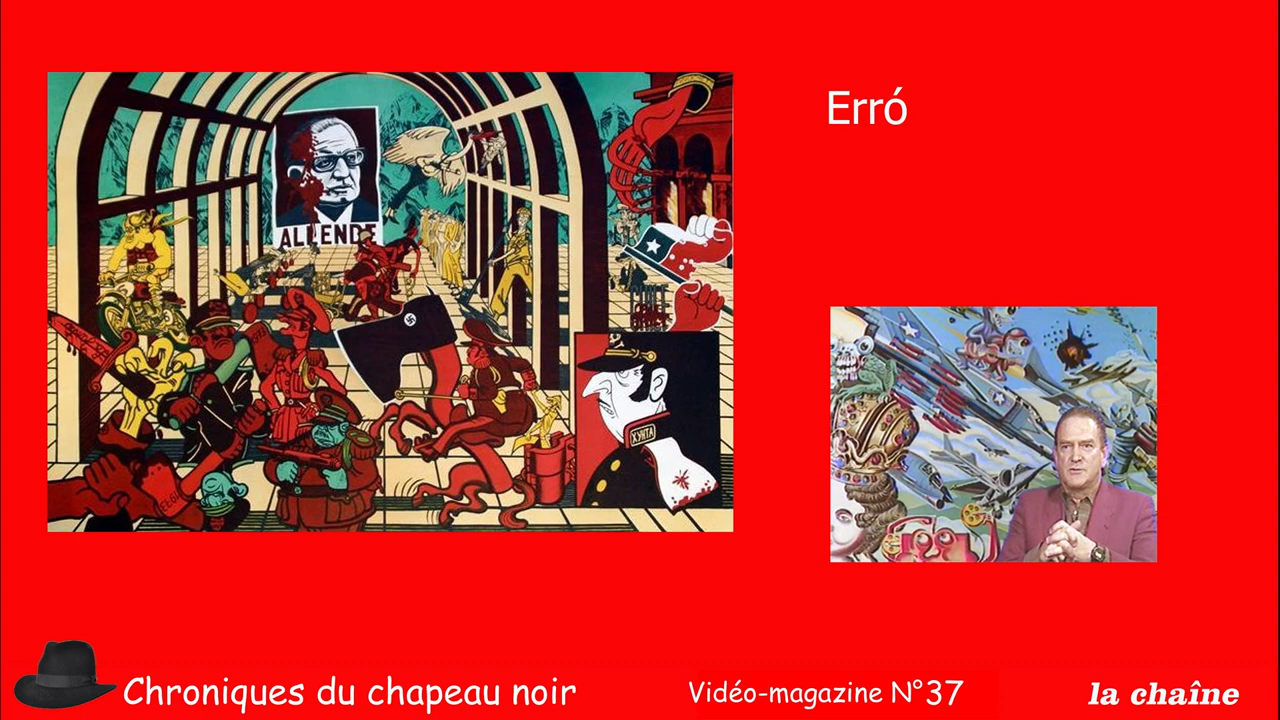 Erró
ALLENDE
ХУНТА
Chroniques du chapeau noir
Vidéo-magazine N°37
la chaîne